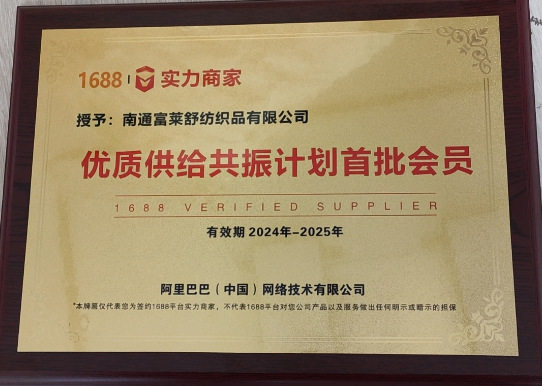 1688 实力商家
授予：南通富莱舒纺织品有限公司
优质供给共振计划首批会员
1688 VERIFIED SUPPLIER
有效期 2024年-2025年
阿里巴巴（中国）网络技术有限公司
*本牌匾仅代表您为签约1688平台实力商家，不代表1688平台对您公司产品以及服务做出任何明示或暗示的担保